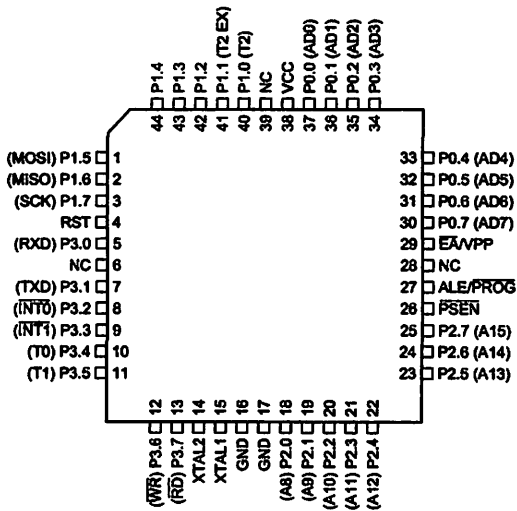 P1.4
P1.3
P1.2
P1.1 (T2 EX)
P1.0 (T2)
NC
VCC
P0.0 (AD0)
P0.1 (AD1)
P0.2 (AD2)
P0.3 (AD3)
44 43 42 41 40 39 38 37 36 35 34
(MOSI) P1.5 1
(MISO) P1.6 2
(SCK) P1.7 3
RST 4
(RXD) P3.0 5
NC 6
(TXD) P3.1 7
(INT0) P3.2 8
(INT1) P3.3 9
(T0) P3.4 10
(T1) P3.5 11
33 P0.4 (AD4)
32 P0.5 (AD5)
31 P0.6 (AD6)
30 P0.7 (AD7)
29 EA/VPP
28 NC
27 ALE/PROG
26 PSEN
25 P2.7 (A15)
24 P2.6 (A14)
23 P2.5 (A13)
12 13 14 15 16 17 18 19 20 21 22
(WR) P3.6
(RD) P3.7
XTAL2
XTAL1
GND
GND
(A8) P2.0
(A9) P2.1
(A10) P2.2
(A11) P2.3
(A12) P2.4